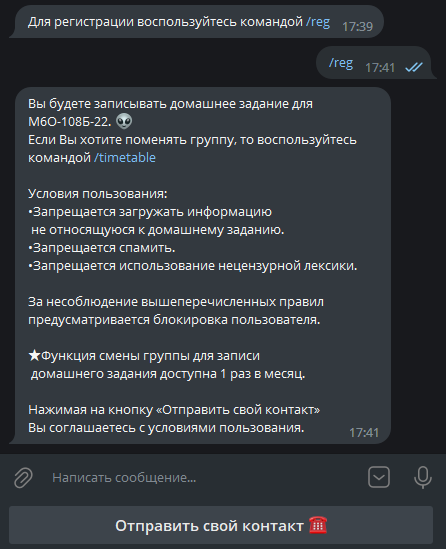 Для регистрации воспользуйтесь командой /reg
17:39
/reg
17:41
Вы будете записывать домашнее задание для
М6О-108Б-22. 👽
Если Вы хотите поменять группу, то воспользуйтесь
командой /timetable
Условия пользования:
•Запрещается загружать информацию
не относящуюся к домашнему заданию.
•Запрещается спамить.
•Запрещается использование нецензурной лексики.
За несоблюдение вышеперечисленных правил
предусматривается блокировка пользователя.
★Функция смены группы для записи
домашнего задания доступна 1 раз в месяц.
Нажимая на кнопку «Отправить свой контакт»
Вы соглашаетесь с условиями пользования.
17:41
Написать сообщение...
Отправить свой контакт ☎️